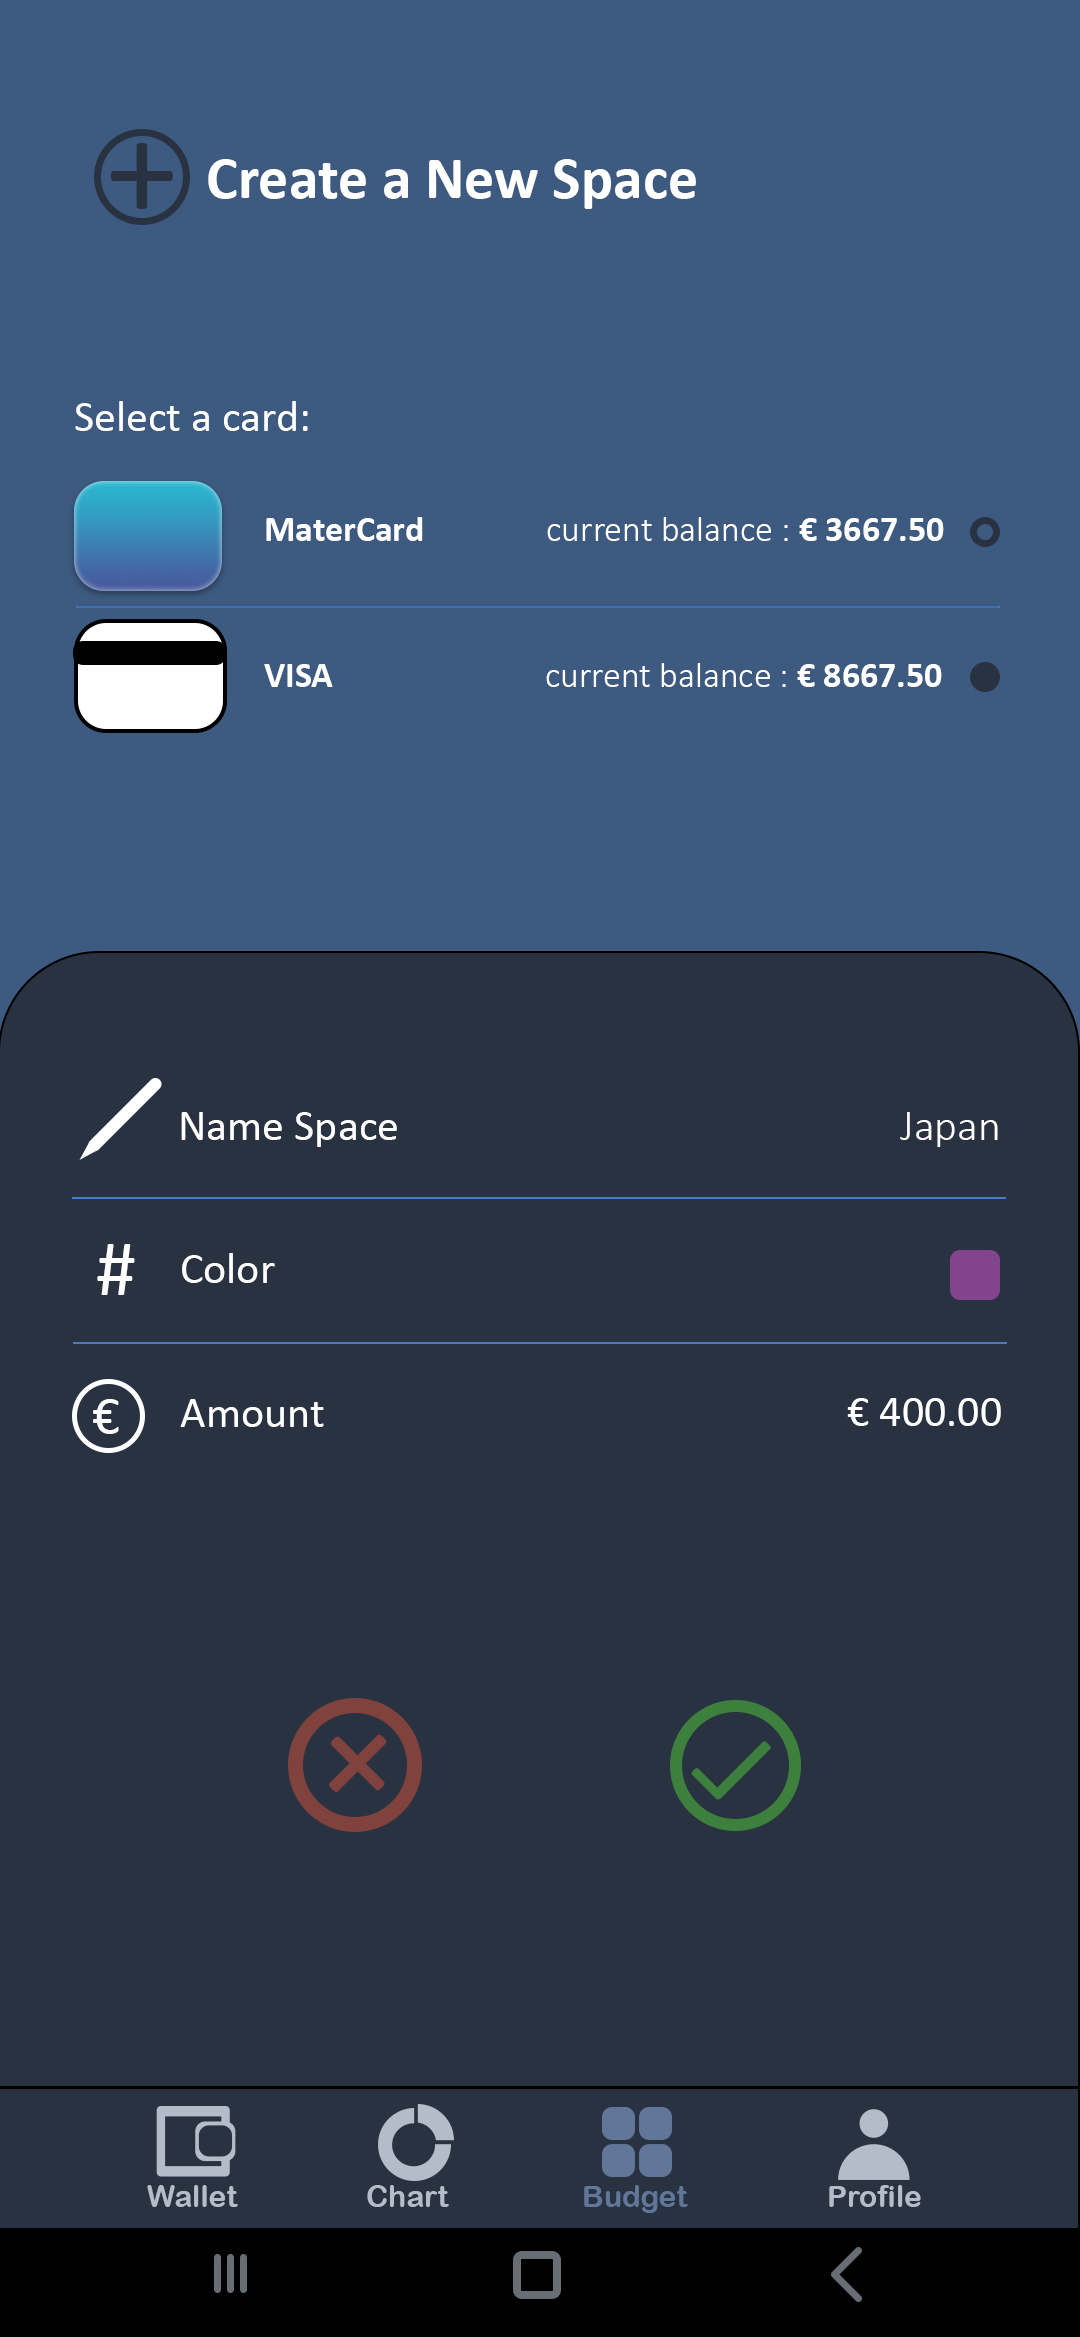 Create a New Space
Select a card:
MaterCard current balance : € 3667.50
VISA current balance : € 8667.50
Name Space Japan
# Color
€ Amount € 400.00
Wallet Chart Budget Profile